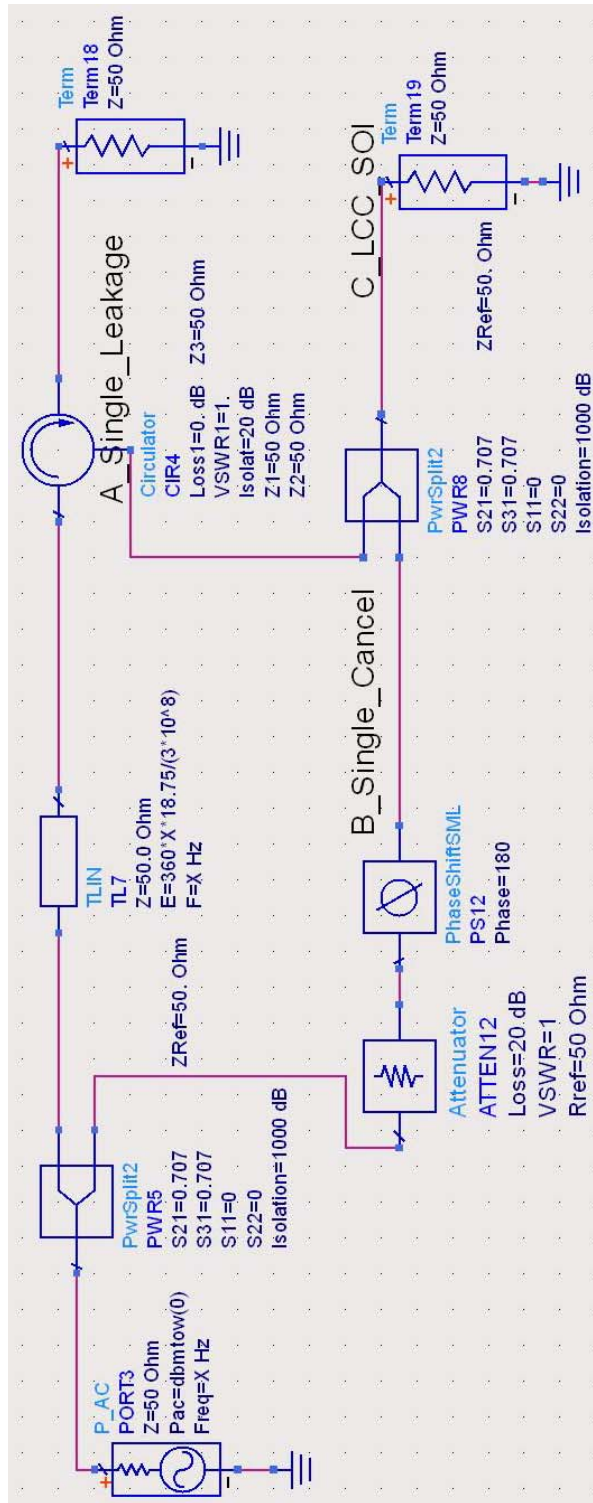 P_AC
PORT3
Z=50 Ohm
Pac=dbmtow(0)
Freq=X Hz
+
-
PwrSplit2
PWR5
S21=0.707
S31=0.707
S11=0
S22=0
Isolation=1000 dB
ZRef=50. Ohm
TLIN
TL7
Z=50.0 Ohm
E=360*X*18.75/(3*10^8)
F=X Hz
A_Single_Leakage
Circulator
CIR4
Loss1=0. dB Z3=50 Ohm
VSWR1=1.
Isolat=20 dB
Z1=50 Ohm
Z2=50 Ohm
Term
Term18
Z=50 Ohm
+
-
Attenuator
ATTEN12
Loss=20 dB
VSWR=1
Rref=50 Ohm
PhaseShiftSML
PS12
Phase=180
B_Single_Cancel
PwrSplit2
PWR8
S21=0.707
S31=0.707
S11=0
S22=0
Isolation=1000 dB
ZRef=50. Ohm
C_LCC_SOI
Term
Term19
Z=50 Ohm
+
-